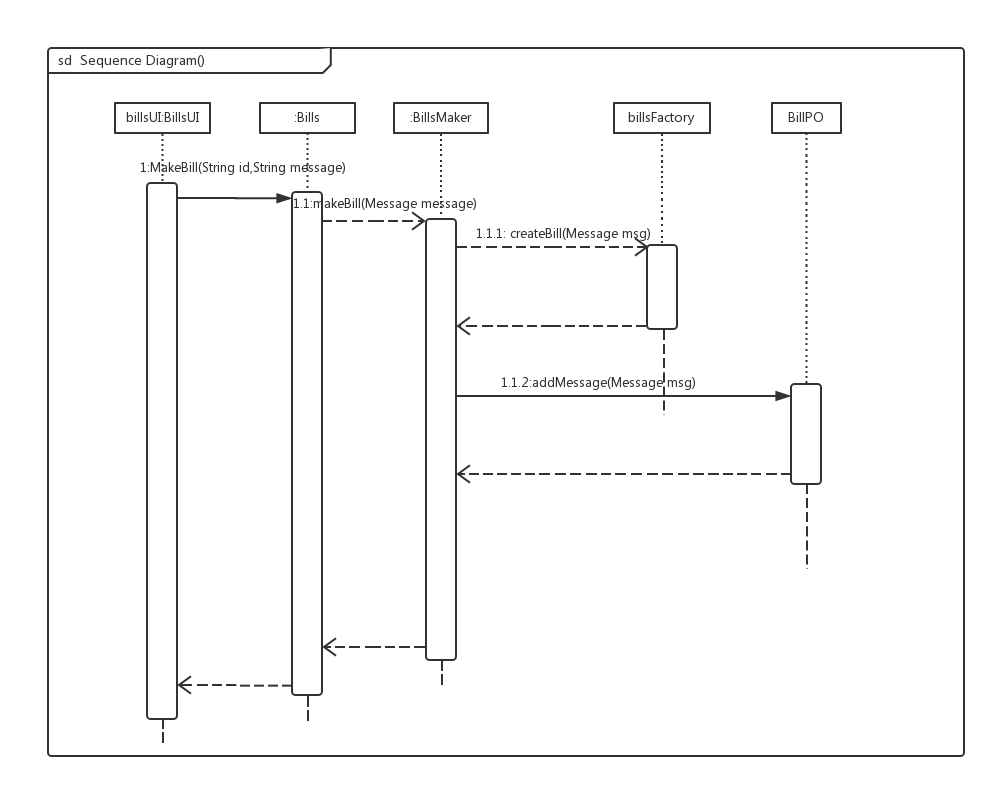 sd  Sequence Diagram()
billsUI:BillsUI
:Bills
:BillsMaker
billsFactory
BillPO
1:MakeBill(String id,String message)
1.1:makeBill(Message message)
1.1.1: createBill(Message msg)
1.1.2:addMessage(Message msg)